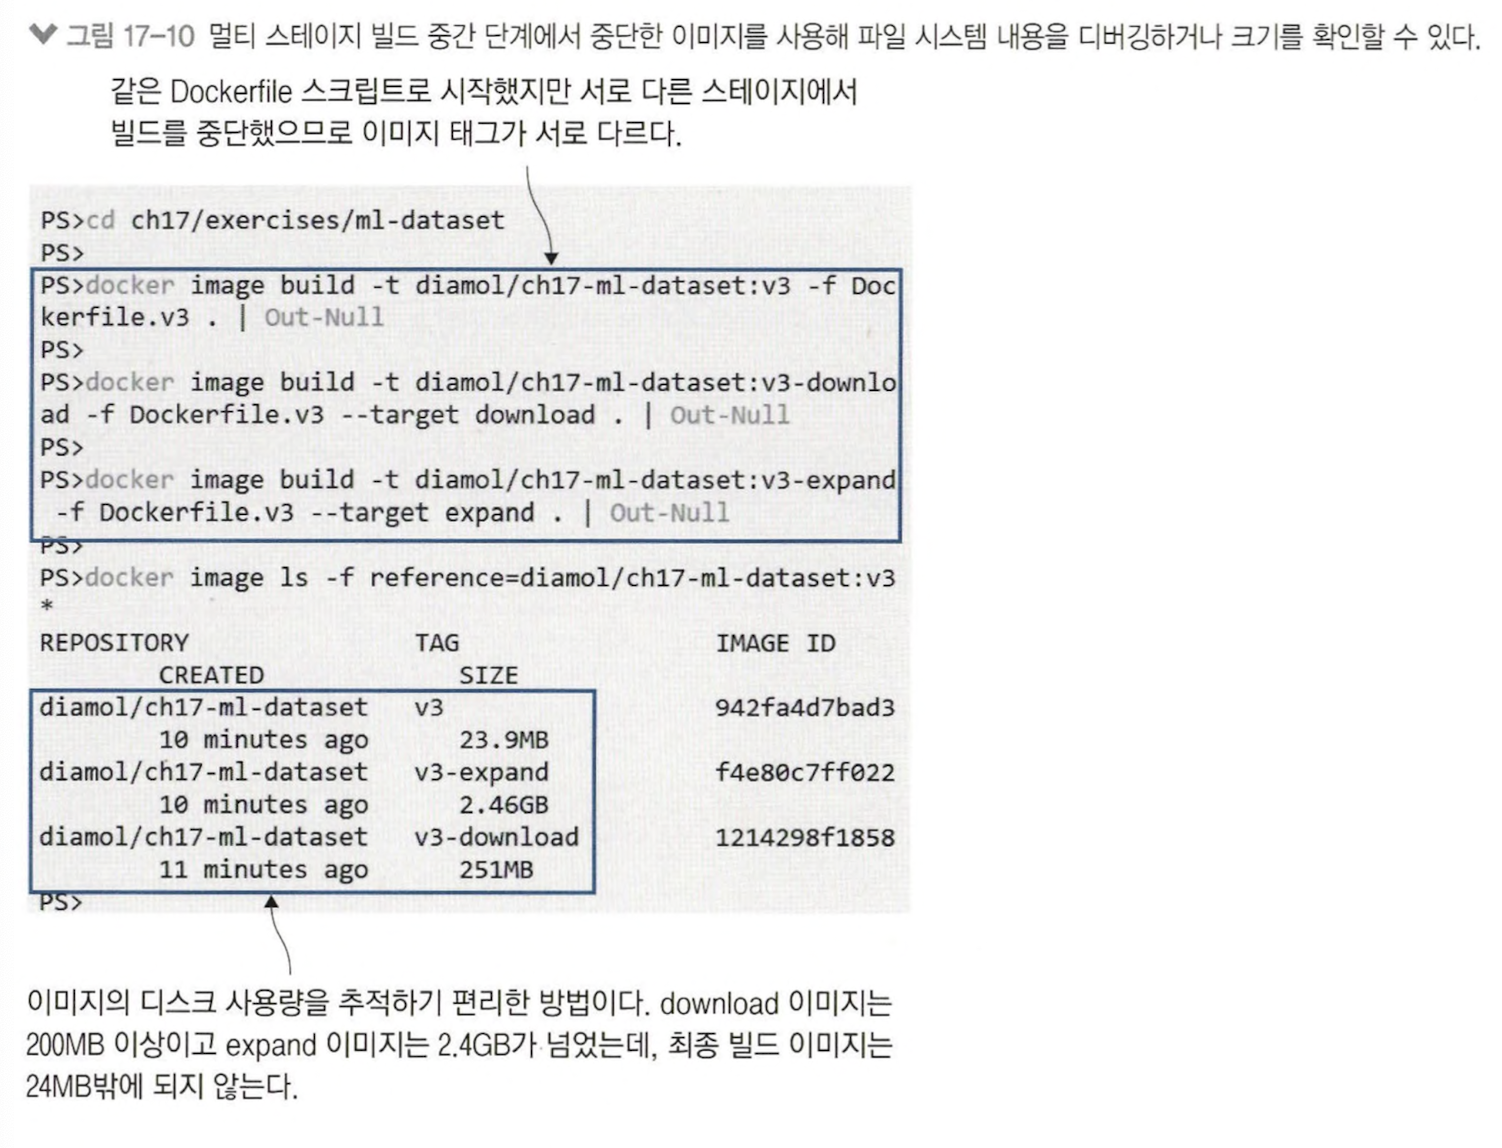 그림 17-10 멀티 스테이지 빌드 중간 단계에서 중단한 이미지를 사용해 파일 시스템 내용을 디버깅하거나 크기를 확인할 수 있다.
같은 Dockerfile 스크립트로 시작했지만 서로 다른 스테이지에서
빌드를 중단했으므로 이미지 태그가 서로 다르다.
PS>cd ch17/exercises/ml-dataset
PS>
PS>docker image build -t diamol/ch17-ml-dataset:v3 -f Doc
kerfile.v3 . | Out-Null
PS>
PS>docker image build -t diamol/ch17-ml-dataset:v3-downlo
ad -f Dockerfile.v3 --target download . | Out-Null
PS>
PS>docker image build -t diamol/ch17-ml-dataset:v3-expand
-f Dockerfile.v3 --target expand . | Out-Null
PS>
PS>docker image ls -f reference=diamol/ch17-ml-dataset:v3
*
REPOSITORY TAG IMAGE ID
CREATED SIZE
diamol/ch17-ml-dataset v3 942fa4d7bad3
10 minutes ago 23.9MB
diamol/ch17-ml-dataset v3-expand f4e80c7ff022
10 minutes ago 2.46GB
diamol/ch17-ml-dataset v3-download 1214298f1858
11 minutes ago 251MB
PS>
이미지의 디스크 사용량을 추적하기 편리한 방법이다. download 이미지는
200MB 이상이고 expand 이미지는 2.4GB가 넘었는데, 최종 빌드 이미지는
24MB밖에 되지 않는다.